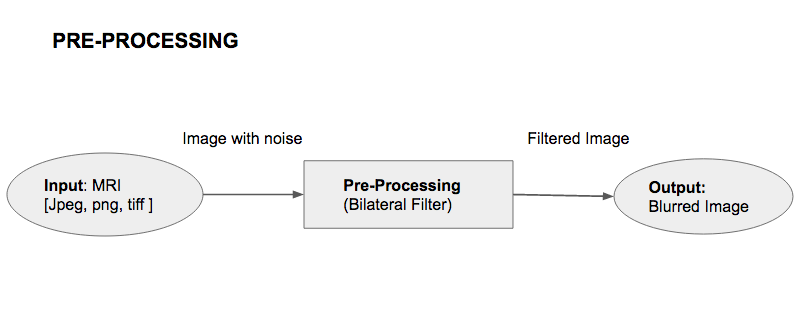 PRE-PROCESSING
Image with noise
Filtered Image
Input: MRI
[Jpeg, png, tiff ]
Pre-Processing
(Bilateral Filter)
Output:
Blurred Image